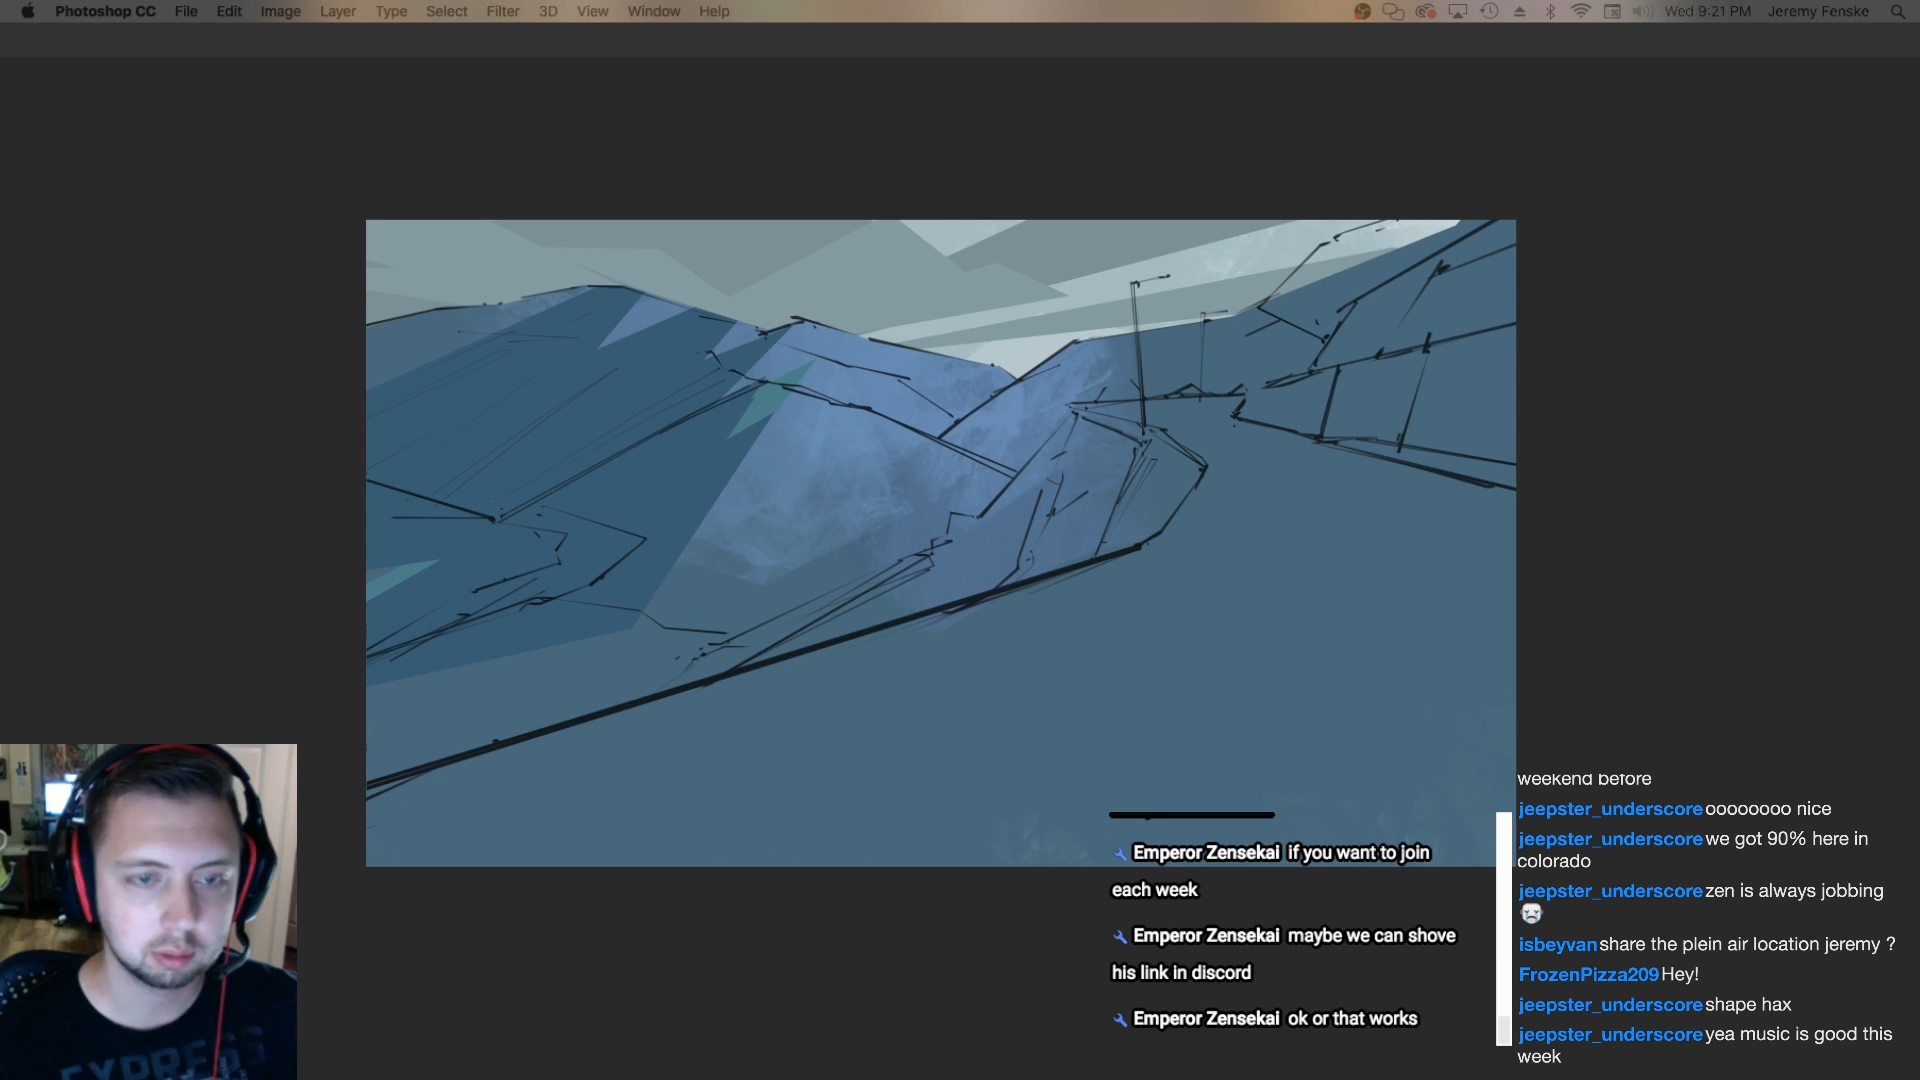 Photoshop CC File Edit Image Layer Type Select Filter 3D View Window Help Wed 9:21 PM Jeremy Fenske
weekend before
jeepster_underscore oooooooo nice
jeepster_underscore we got 90% here in
colorado
jeepster_underscore zen is always jobbing
isbeyvan share the plein air location jeremy ?
FrozenPizza209 Hey!
jeepster_underscore shape hax
jeepster_underscore yea music is good this
week
Emperor Zensekai if you want to join
each week
Emperor Zensekai maybe we can shove
his link in discord
Emperor Zensekai ok or that works
EXPRESS